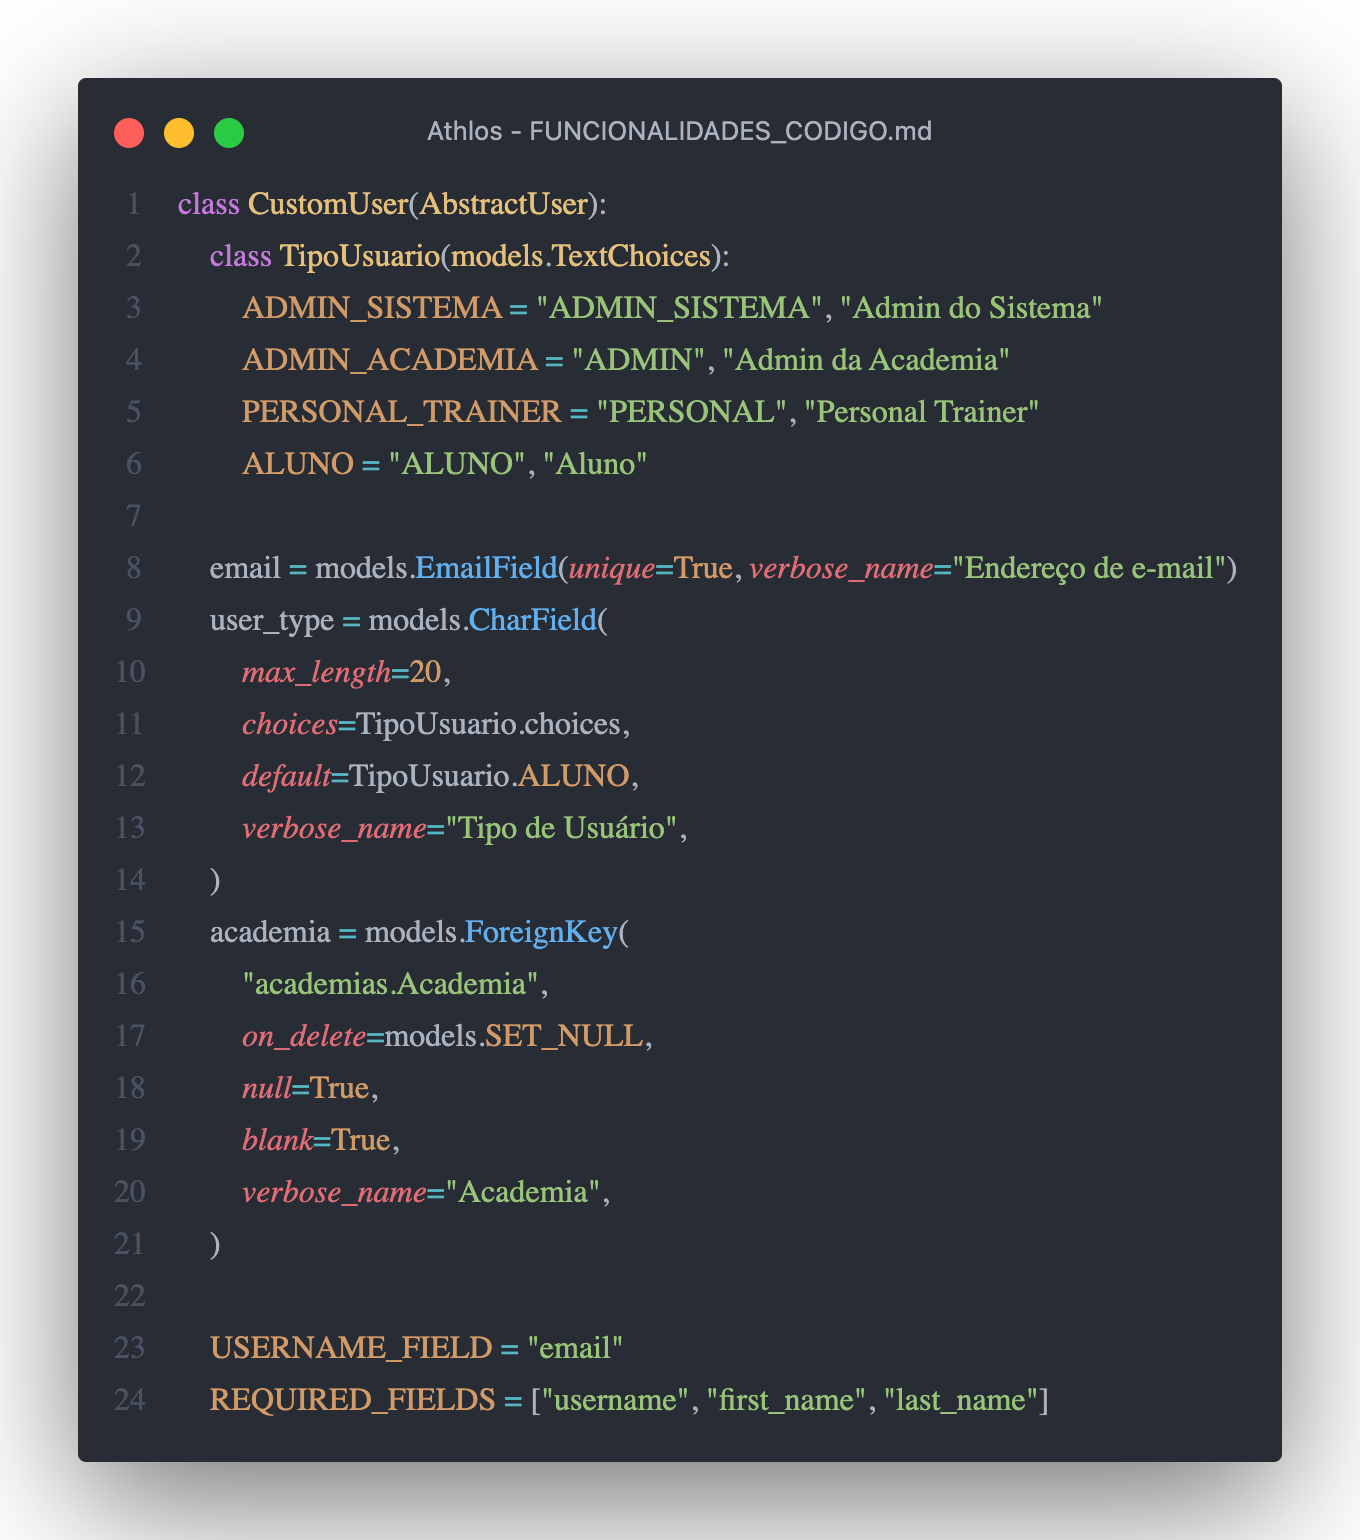 Athlos - FUNCIONALIDADES_CODIGO.md
1 class CustomUser(AbstractUser):
2 class TipoUsuario(models.TextChoices):
3 ADMIN_SISTEMA = "ADMIN_SISTEMA", "Admin do Sistema"
4 ADMIN_ACADEMIA = "ADMIN", "Admin da Academia"
5 PERSONAL_TRAINER = "PERSONAL", "Personal Trainer"
6 ALUNO = "ALUNO", "Aluno"
7
8 email = models.EmailField(unique=True, verbose_name="Endereço de e-mail")
9 user_type = models.CharField(
10 max_length=20,
11 choices=TipoUsuario.choices,
12 default=TipoUsuario.ALUNO,
13 verbose_name="Tipo de Usuário",
14 )
15 academia = models.ForeignKey(
16 "academias.Academia",
17 on_delete=models.SET_NULL,
18 null=True,
19 blank=True,
20 verbose_name="Academia",
21 )
22
23 USERNAME_FIELD = "email"
24 REQUIRED_FIELDS = ["username", "first_name", "last_name"]